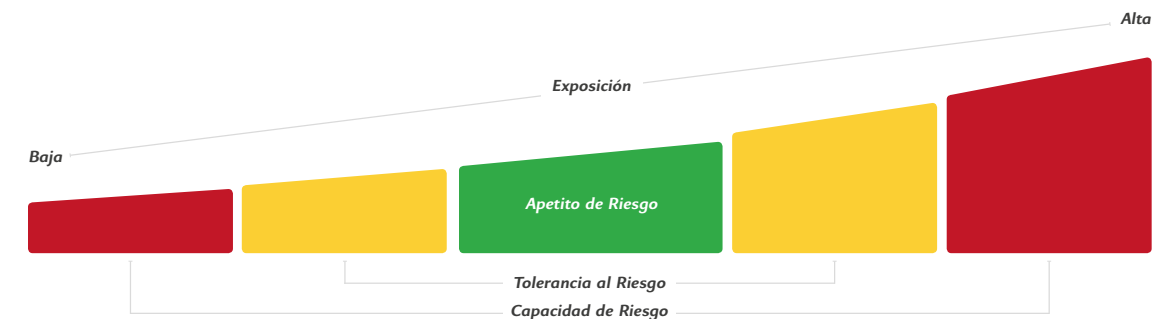 Alta
Exposición
Baja
Apetito de Riesgo
Tolerancia al Riesgo
Capacidad de Riesgo